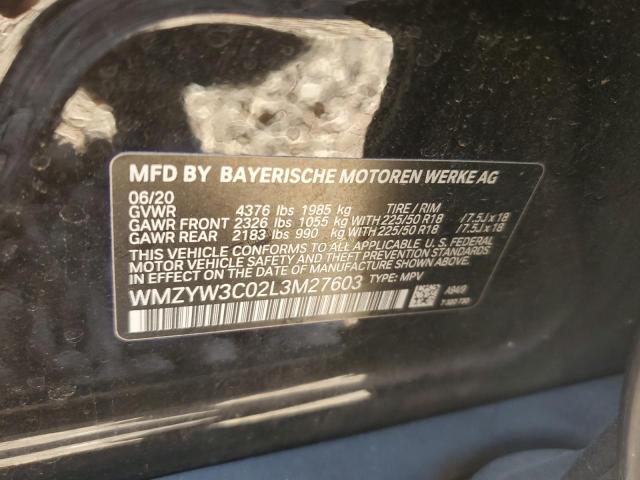 MFD BY BAYERISCHE MOTOREN WERKE AG
06/20
GVWR 4376 lbs 1985 kg TIRE / RIM
GAWR FRONT 2326 lbs 1055 kg WITH 225/50 R18 /7.5J x 18
GAWR REAR 2183 lbs 990 kg WITH 225/50 R18 /7.5J x 18
THIS VEHICLE CONFORMS TO ALL APPLICABLE U.S. FEDERAL
MOTOR VEHICLE SAFETY, BUMPER AND THEFT PREVENTION STANDARDS
IN EFFECT ON THE DATE OF MANUFACTURE SHOWN ABOVE.
WMZYW3C02L3M27603 TYPE: MPV